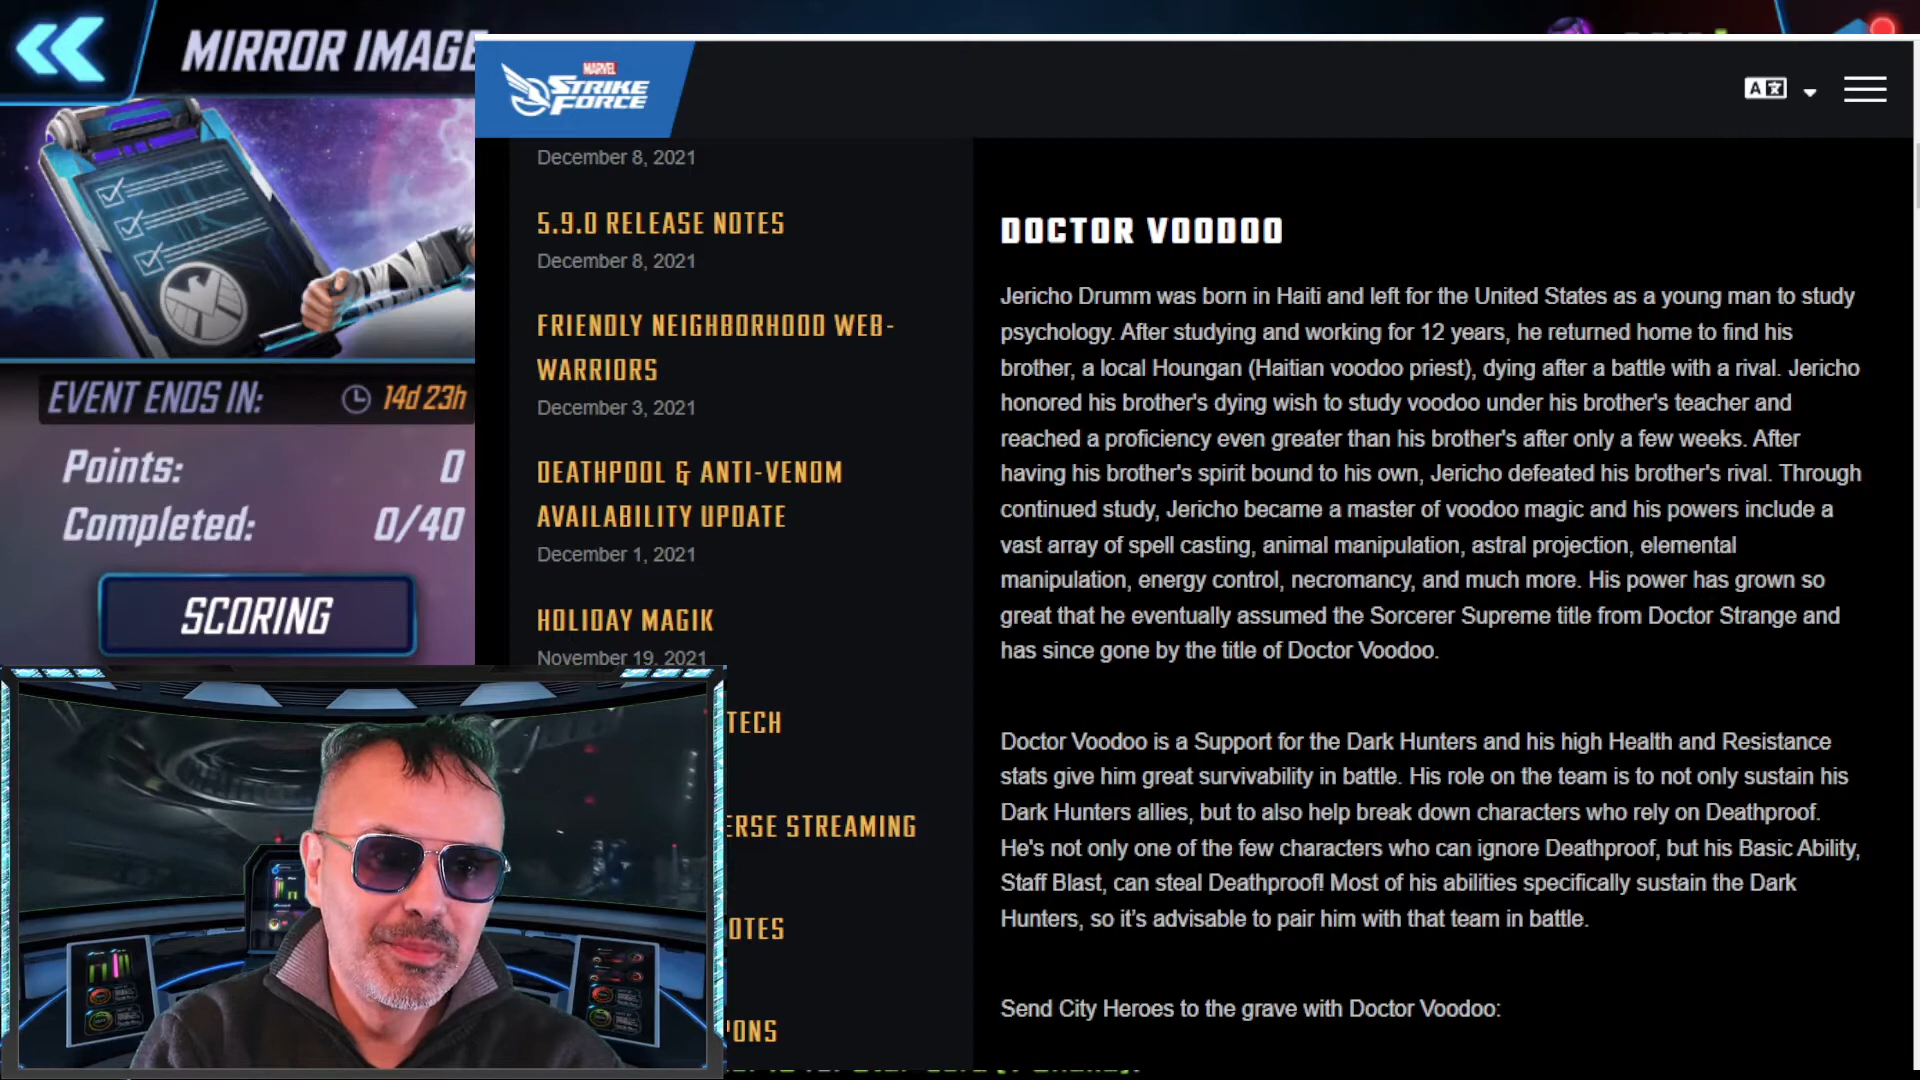 MIRROR IMAGE
EVENT ENDS IN:
14d 23h
Points:
0
Completed:
0/40
SCORING
MARVEL
STRIKE
FORCE
December 8, 2021
5.9.0 RELEASE NOTES
December 8, 2021
FRIENDLY NEIGHBORHOOD WEB-
WARRIORS
December 3, 2021
DEATHPOOL & ANTI-VENOM
AVAILABILITY UPDATE
December 1, 2021
HOLIDAY MAGIK
November 19, 2021
TECH
ERSE STREAMING
OTES
PONS
A
DOCTOR VOODOO
Jericho Drumm was born in Haiti and left for the United States as a young man to study
psychology. After studying and working for 12 years, he returned home to find his
brother, a local Houngan (Haitian voodoo priest), dying after a battle with a rival. Jericho
honored his brother's dying wish to study voodoo under his brother's teacher and
reached a proficiency even greater than his brother's after only a few weeks. After
having his brother's spirit bound to his own, Jericho defeated his brother's rival. Through
continued study, Jericho became a master of voodoo magic and his powers include a
vast array of spell casting, animal manipulation, astral projection, elemental
manipulation, energy control, necromancy, and much more. His power has grown so
great that he eventually assumed the Sorcerer Supreme title from Doctor Strange and
has since gone by the title of Doctor Voodoo.
Doctor Voodoo is a Support for the Dark Hunters and his high Health and Resistance
stats give him great survivability in battle. His role on the team is to not only sustain his
Dark Hunters allies, but to also help break down characters who rely on Deathproof.
He's not only one of the few characters who can ignore Deathproof, but his Basic Ability,
Staff Blast, can steal Deathproof! Most of his abilities specifically sustain the Dark
Hunters, so it's advisable to pair him with that team in battle.
Send City Heroes to the grave with Doctor Voodoo: